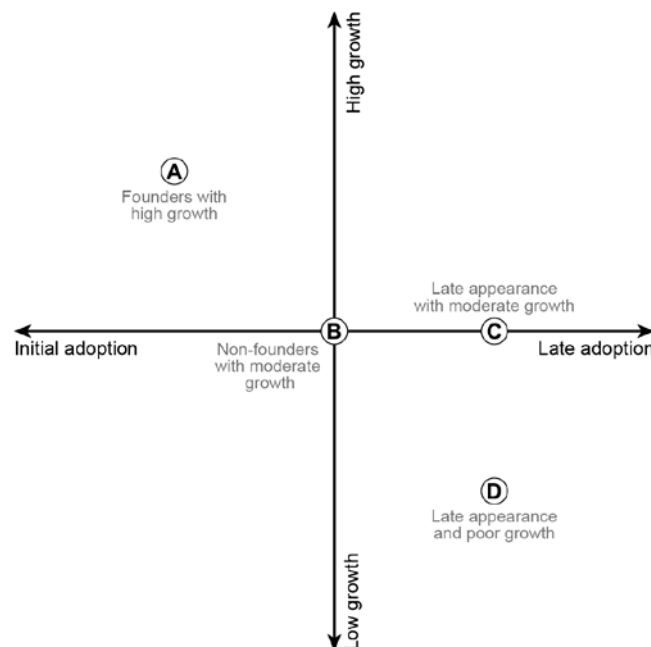 High growth
A
Founders with
high growth
Late appearance
with moderate growth
B
C
Initial adoption
Late adoption
Non-founders
with moderate
growth
D
Late appearance
and poor growth
Low growth